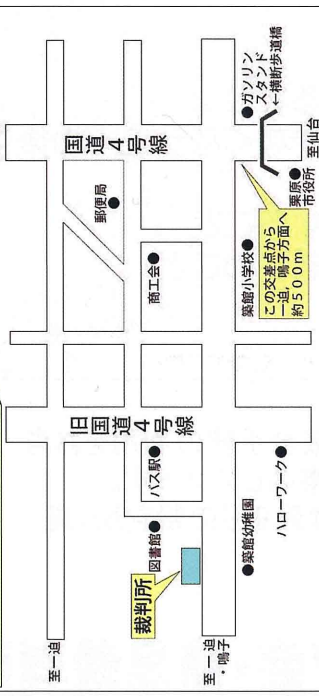 至一迫
至一迫
・鳴子
裁判所
図書館
バス駅
築館幼稚園
ハローワーク
旧国道4号線
商工会
郵便局
築館小学校
この交差点から
一迫，鳴子方面へ
約500m
国道4号線
ガソリン
スタンド
←横断歩道橋
栗原
市役所
至仙台